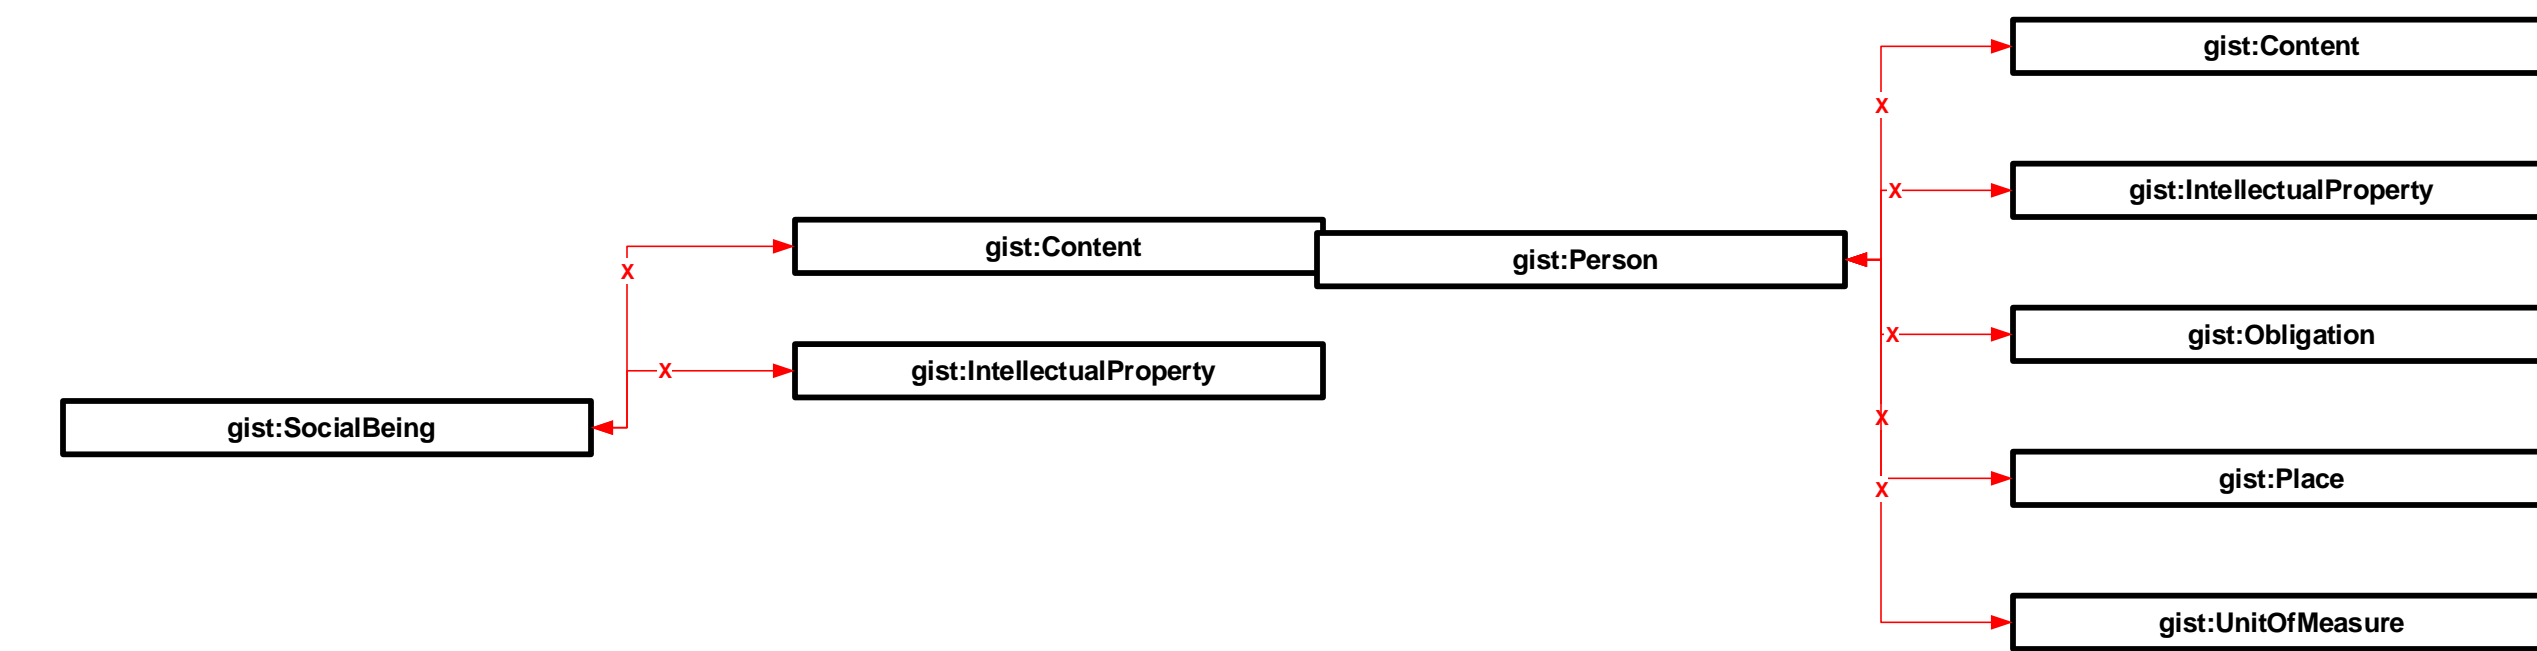 gist:SocialBeing
X
gist:Content
X
gist:IntellectualProperty
gist:Person
X
gist:Content
X
gist:IntellectualProperty
X
gist:Obligation
X
gist:Place
X
gist:UnitOfMeasure